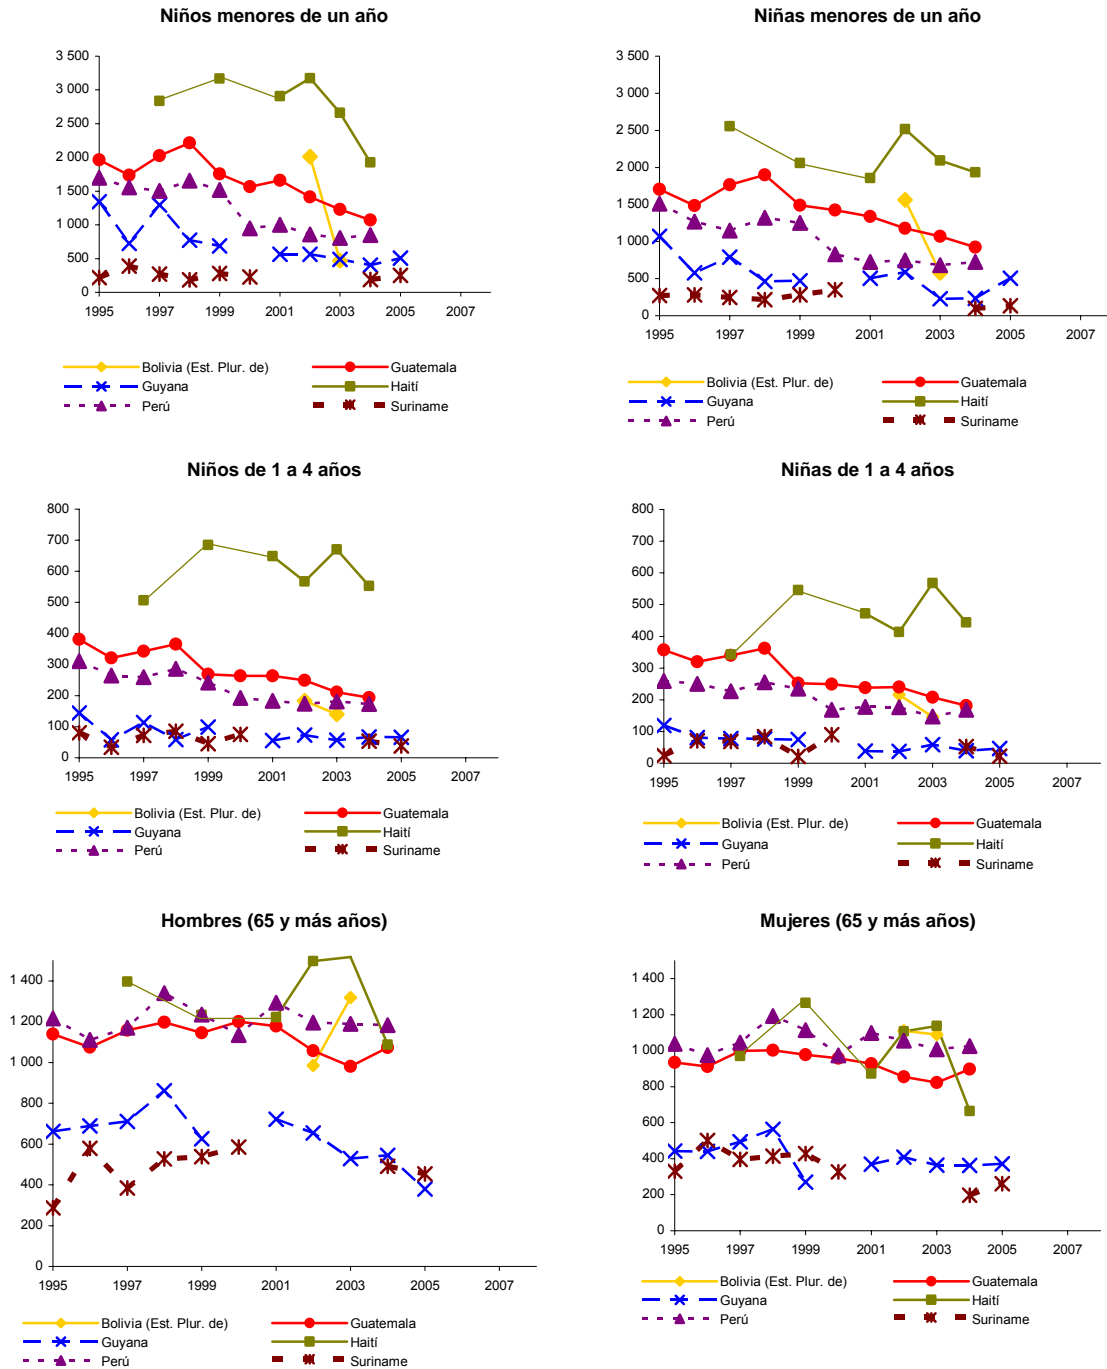 Niños menores de un año
3 500
3 000
2 500
2 000
1 500
1 000
500
0
1995 1997 1999 2001 2003 2005 2007
Bolivia (Est. Plur. de) Guatemala
Guyana Haití
Perú Suriname
Niñas menores de un año
3 500
3 000
2 500
2 000
1 500
1 000
500
0
1995 1997 1999 2001 2003 2005 2007
Bolivia (Est. Plur. de) Guatemala
Guyana Haití
Perú Suriname
Niños de 1 a 4 años
800
700
600
500
400
300
200
100
0
1995 1997 1999 2001 2003 2005 2007
Bolivia (Est. Plur. de) Guatemala
Guyana Haití
Perú Suriname
Niñas de 1 a 4 años
800
700
600
500
400
300
200
100
0
1995 1997 1999 2001 2003 2005 2007
Bolivia (Est. Plur. de) Guatemala
Guyana Haití
Perú Suriname
Hombres (65 y más años)
1 400
1 200
1 000
800
600
400
200
0
1995 1997 1999 2001 2003 2005 2007
Bolivia (Est. Plur. de) Guatemala
Guyana Haití
Perú Suriname
Mujeres (65 y más años)
1 400
1 200
1 000
800
600
400
200
0
1995 1997 1999 2001 2003 2005 2007
Bolivia (Est. Plur. de) Guatemala
Guyana Haití
Perú Suriname